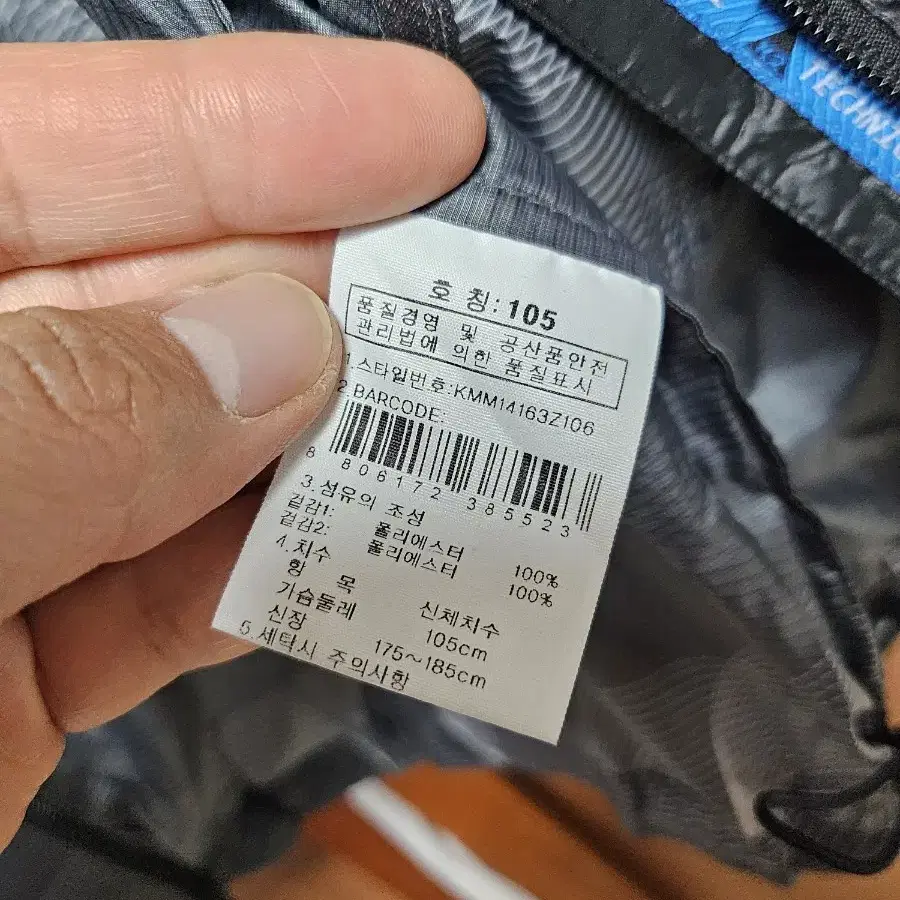 TECHNI
호 칭: 105
품질경영 및 공산품안전
관리법에 의한 품질표시
1.스타일번호:KMM14163Z106
2.BARCODE:
8 806172 385523
3.섬유의 조성
겉감1: 폴리에스터 100%
겉감2: 폴리에스터 100%
4.치수
항 목 신체치수
가슴둘레 105cm
신장 175~185cm
5.세탁시 주의사항